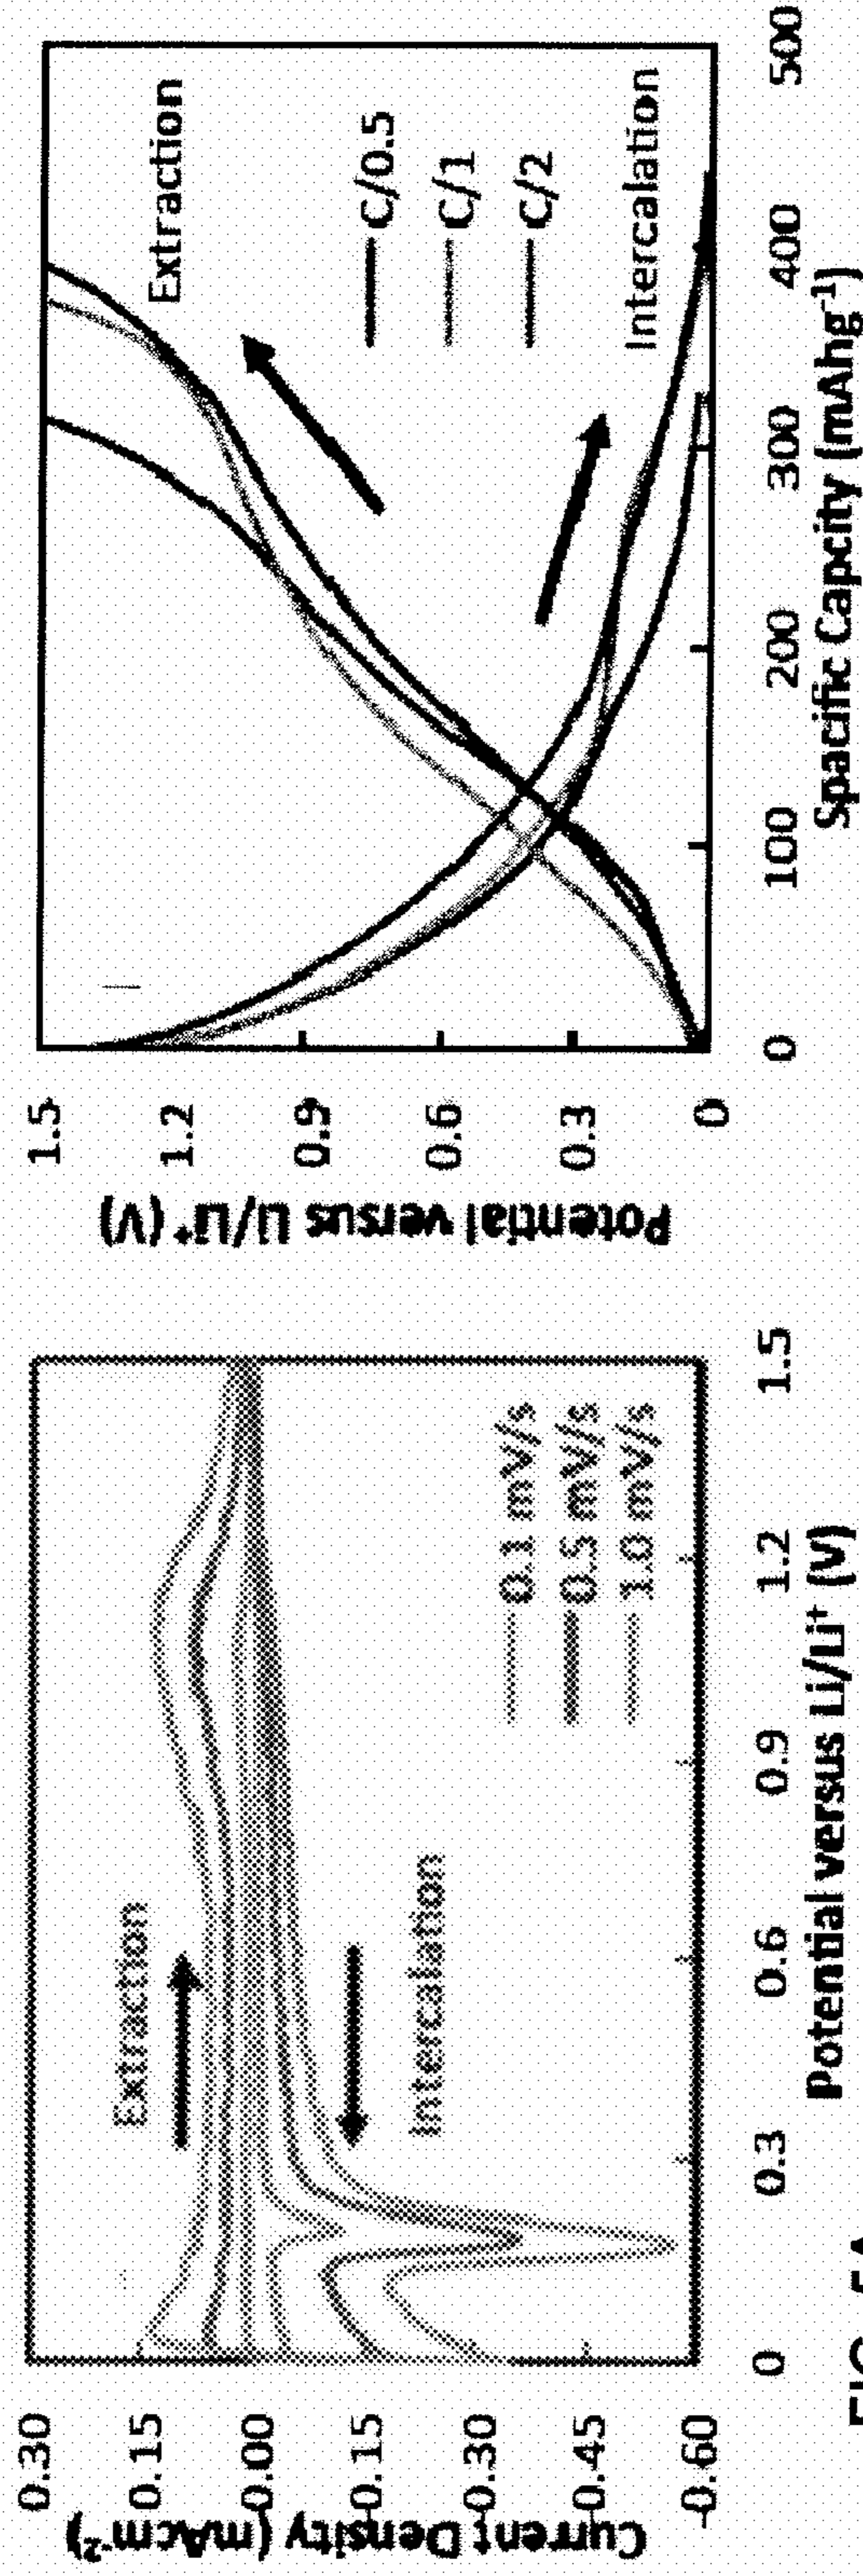 Current Density (mAcm-2)
0.30
0.15
0.00
-0.15
-0.30
-0.45
-0.60
Extraction
Intercalation
0.1 mV/s
0.5 mV/s
1.0 mV/s
0 0.3 0.6 0.9 1.2 1.5
Potential versus Li/Li+ (V)
Potential versus Li/Li+ (V)
1.5
1.2
0.9
0.6
0.3
0
Extraction
C/0.5
C/1
C/2
Intercalation
0 100 200 300 400 500
Spacific Capcity (mAhg-1)